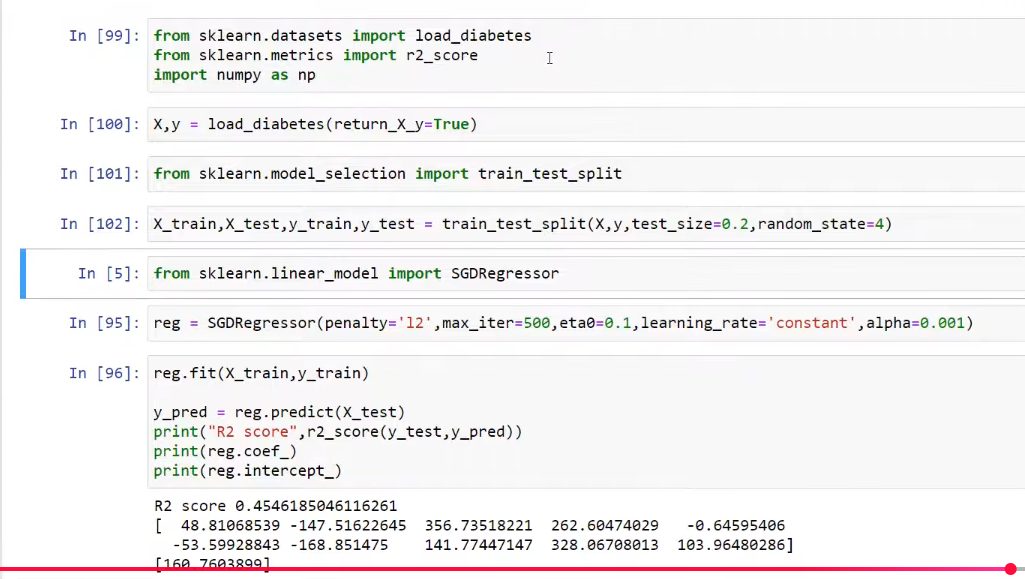 In [99]: from sklearn.datasets import load_diabetes
from sklearn.metrics import r2_score
import numpy as np
In [100]: X,y = load_diabetes(return_X_y=True)
In [101]: from sklearn.model_selection import train_test_split
In [102]: X_train,X_test,y_train,y_test = train_test_split(X,y,test_size=0.2,random_state=4)
In [5]: from sklearn.linear_model import SGDRegressor
In [95]: reg = SGDRegressor(penalty='l2',max_iter=500,eta0=0.1,learning_rate='constant',alpha=0.001)
In [96]: reg.fit(X_train,y_train)
y_pred = reg.predict(X_test)
print("R2 score",r2_score(y_test,y_pred))
print(reg.coef_)
print(reg.intercept_)
R2 score 0.4546185046116261
[ 48.81068539 -147.51622645 356.73518221 262.60474029 -0.64595406
-53.59928843 -168.851475 141.77447147 328.06708013 103.96480286]
[160.7603899]